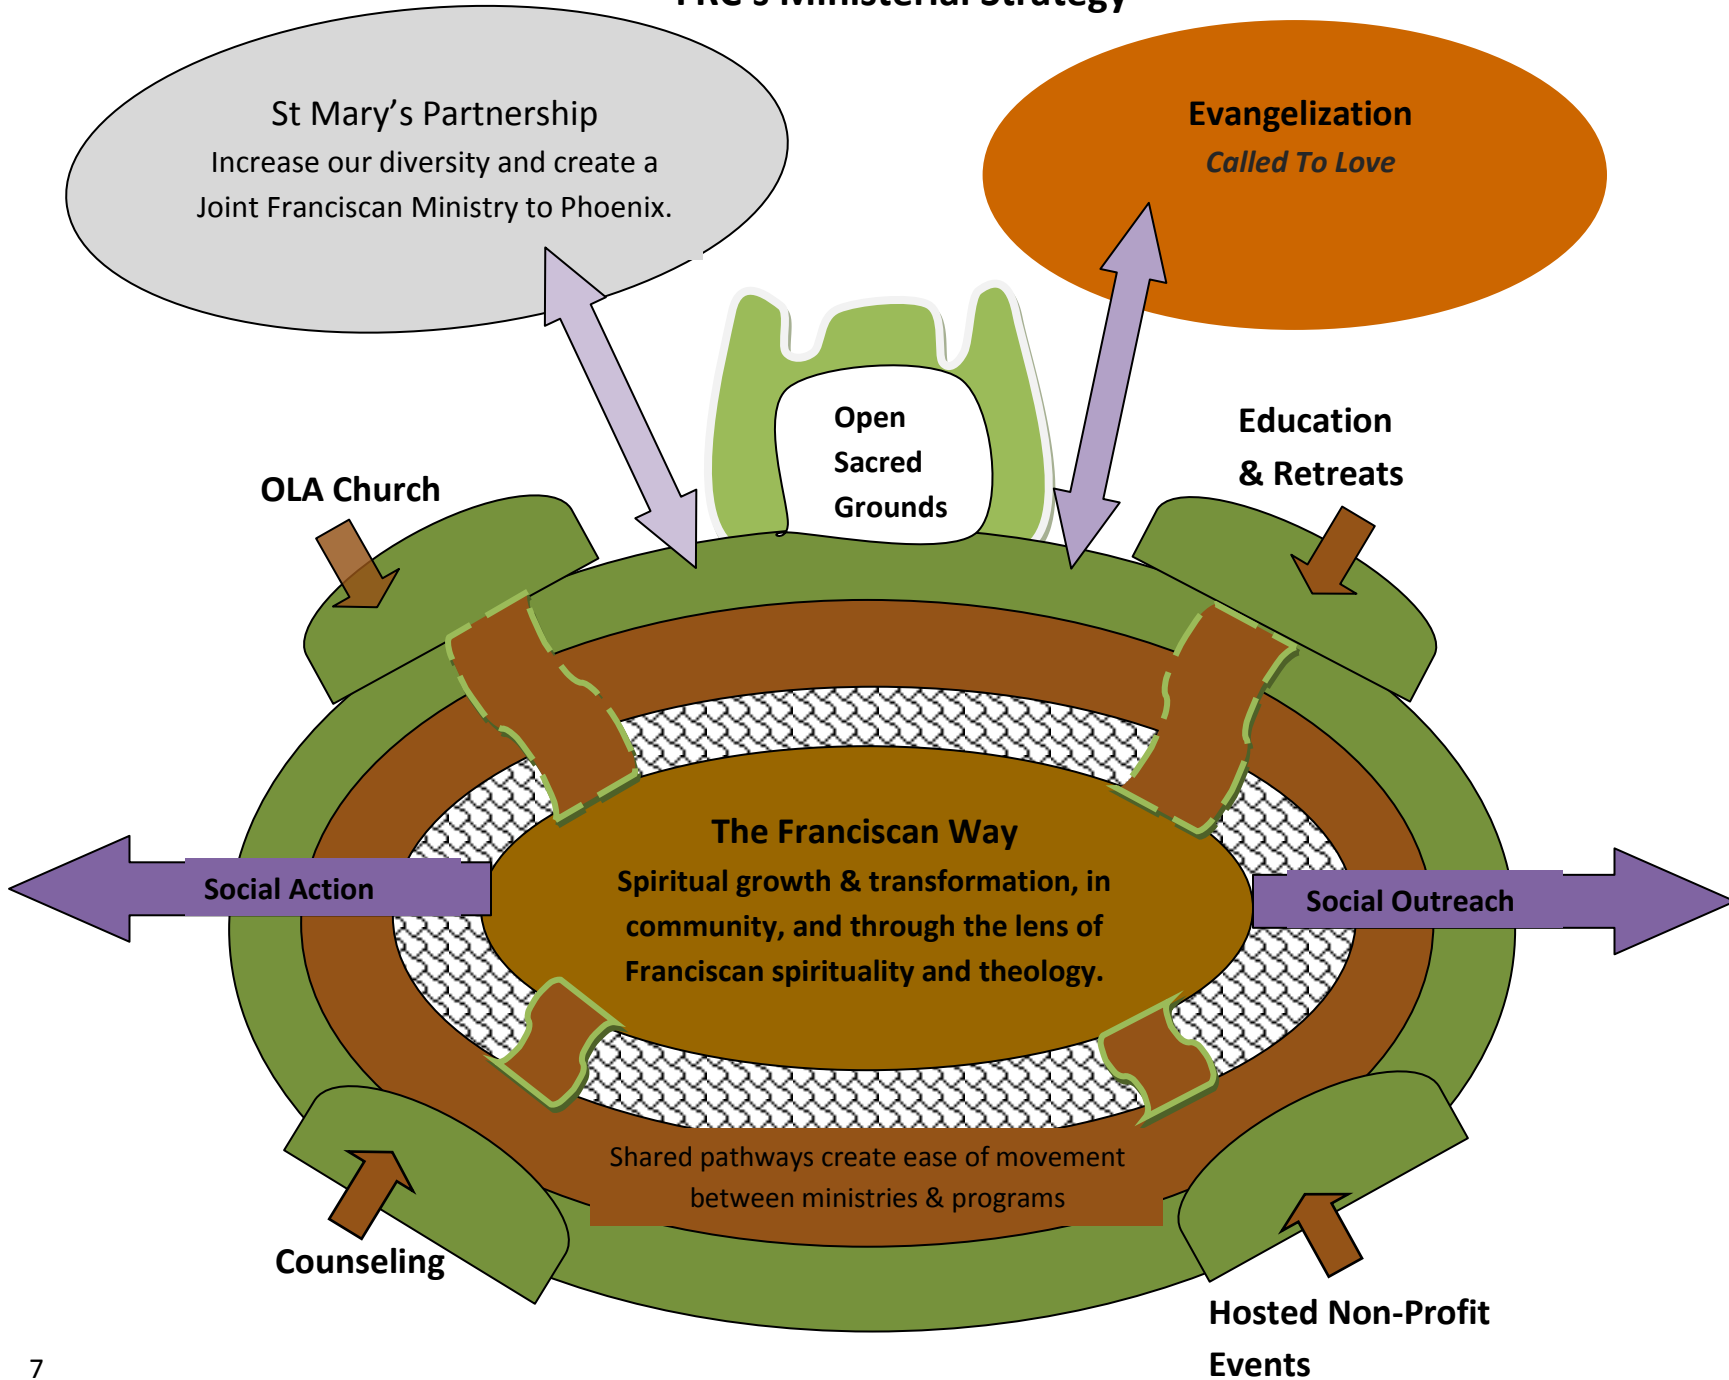 Ministerial Strategy
St Mary's Partnership
Increase our diversity and create a
Joint Franciscan Ministry to Phoenix.
Evangelization
Called To Love
Open
Sacred
Grounds
Education
& Retreats
OLA Church
The Franciscan Way
Spiritual growth & transformation, in
community, and through the lens of
Franciscan spirituality and theology.
Social Action
Social Outreach
Shared pathways create ease of movement
between ministries & programs
Counseling
Hosted Non-Profit
Events
7